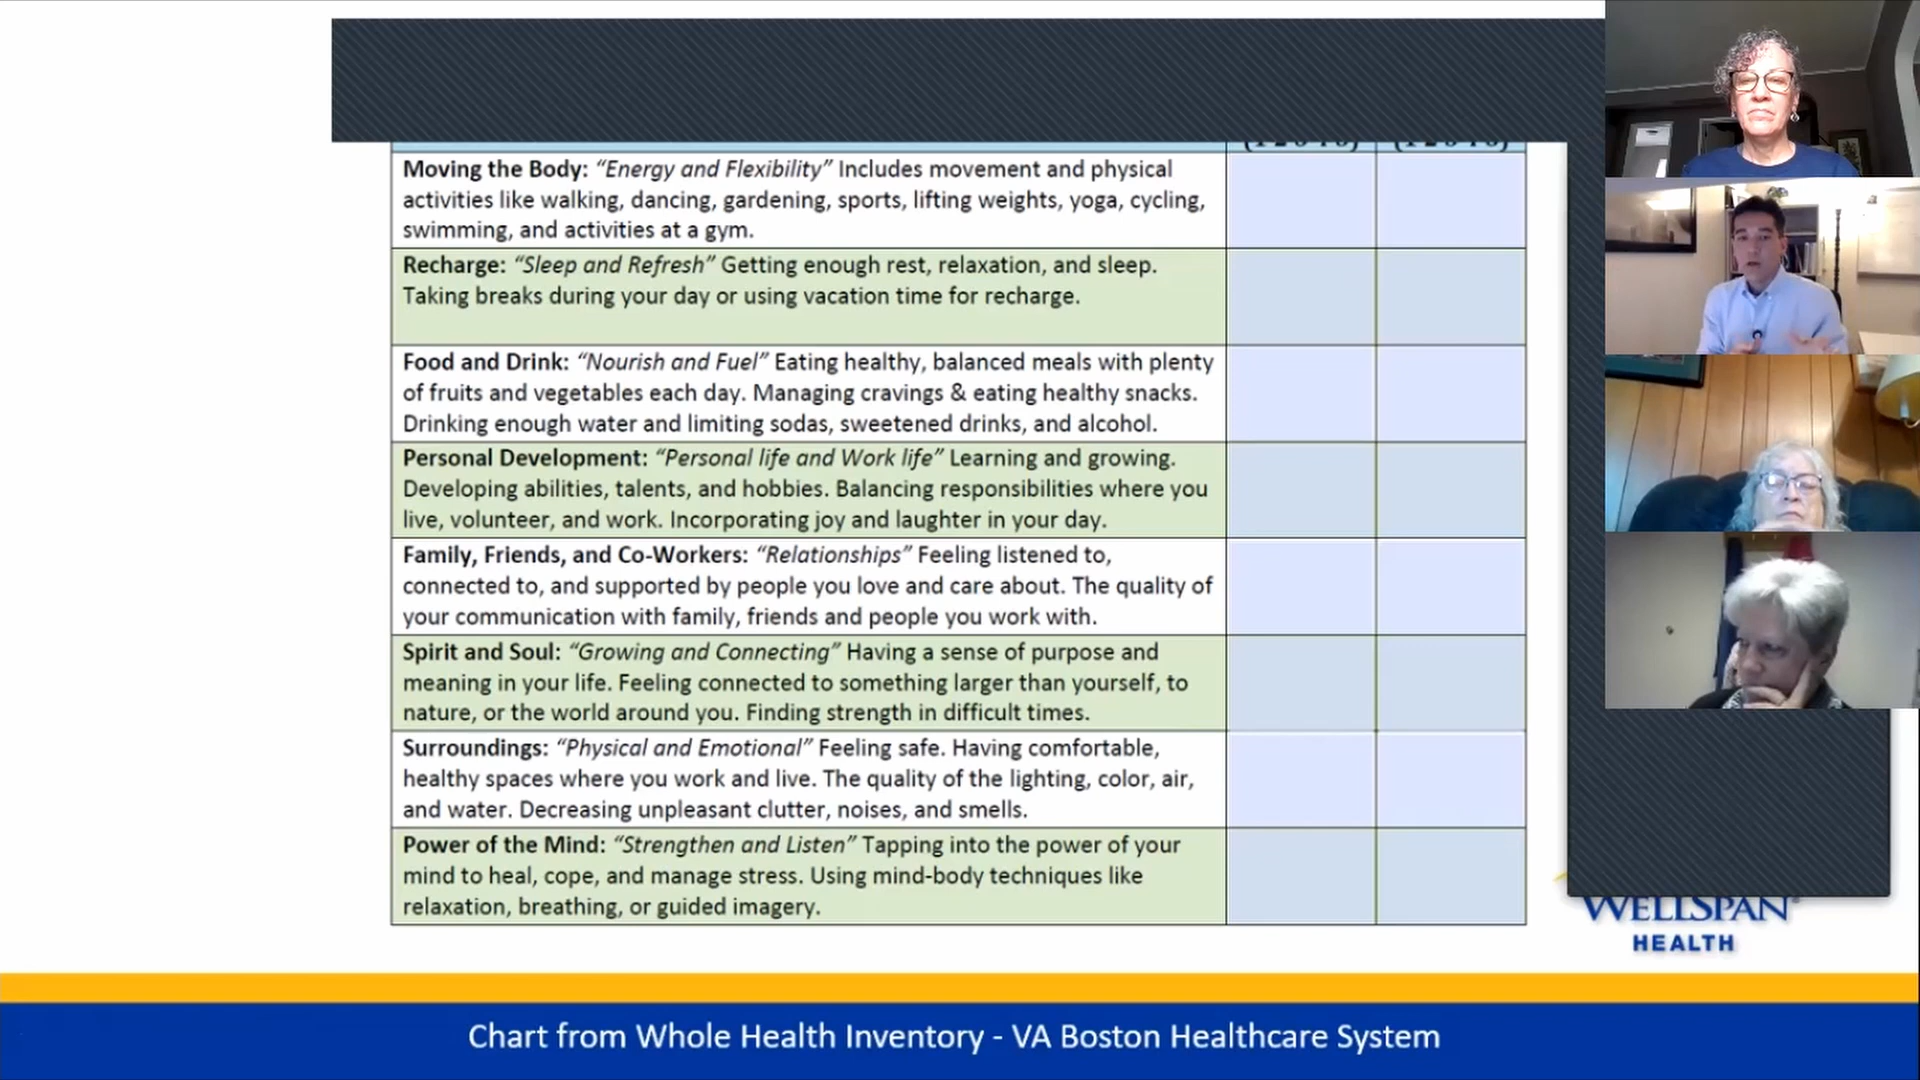 Moving the Body: “Energy and Flexibility” Includes movement and physical
activities like walking, dancing, gardening, sports, lifting weights, yoga, cycling,
swimming, and activities at a gym.
Recharge: “Sleep and Refresh” Getting enough rest, relaxation, and sleep.
Taking breaks during your day or using vacation time for recharge.
Food and Drink: “Nourish and Fuel” Eating healthy, balanced meals with plenty
of fruits and vegetables each day. Managing cravings & eating healthy snacks.
Drinking enough water and limiting sodas, sweetened drinks, and alcohol.
Personal Development: “Personal life and Work life” Learning and growing.
Developing abilities, talents, and hobbies. Balancing responsibilities where you
live, volunteer, and work. Incorporating joy and laughter in your day.
Family, Friends, and Co-Workers: “Relationships” Feeling listened to,
connected to, and supported by people you love and care about. The quality of
your communication with family, friends and people you work with.
Spirit and Soul: “Growing and Connecting” Having a sense of purpose and
meaning in your life. Feeling connected to something larger than yourself, to
nature, or the world around you. Finding strength in difficult times.
Surroundings: “Physical and Emotional” Feeling safe. Having comfortable,
healthy spaces where you work and live. The quality of the lighting, color, air,
and water. Decreasing unpleasant clutter, noises, and smells.
Power of the Mind: “Strengthen and Listen” Tapping into the power of your
mind to heal, cope, and manage stress. Using mind-body techniques like
relaxation, breathing, or guided imagery.
WELLSPAN
HEALTH
Chart from Whole Health Inventory - VA Boston Healthcare System